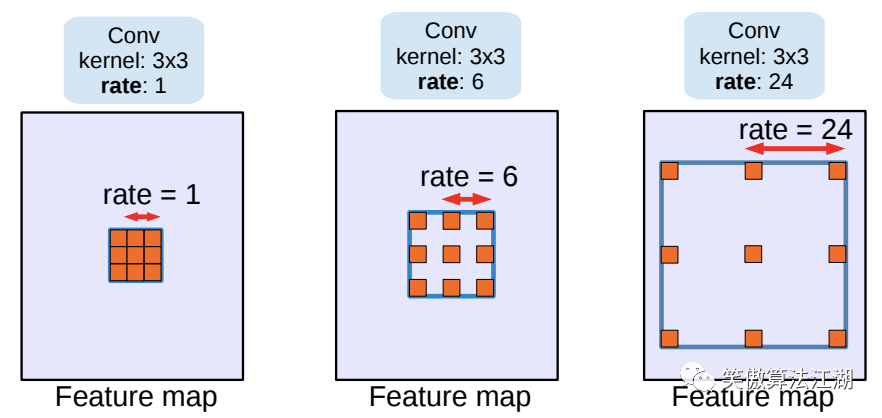 Conv
kernel: 3x3
rate: 1
Conv
kernel: 3x3
rate: 6
Conv
kernel: 3x3
rate: 24
rate = 1
rate = 6
rate = 24
Feature map
Feature map
Feature map
笑傲算法江湖